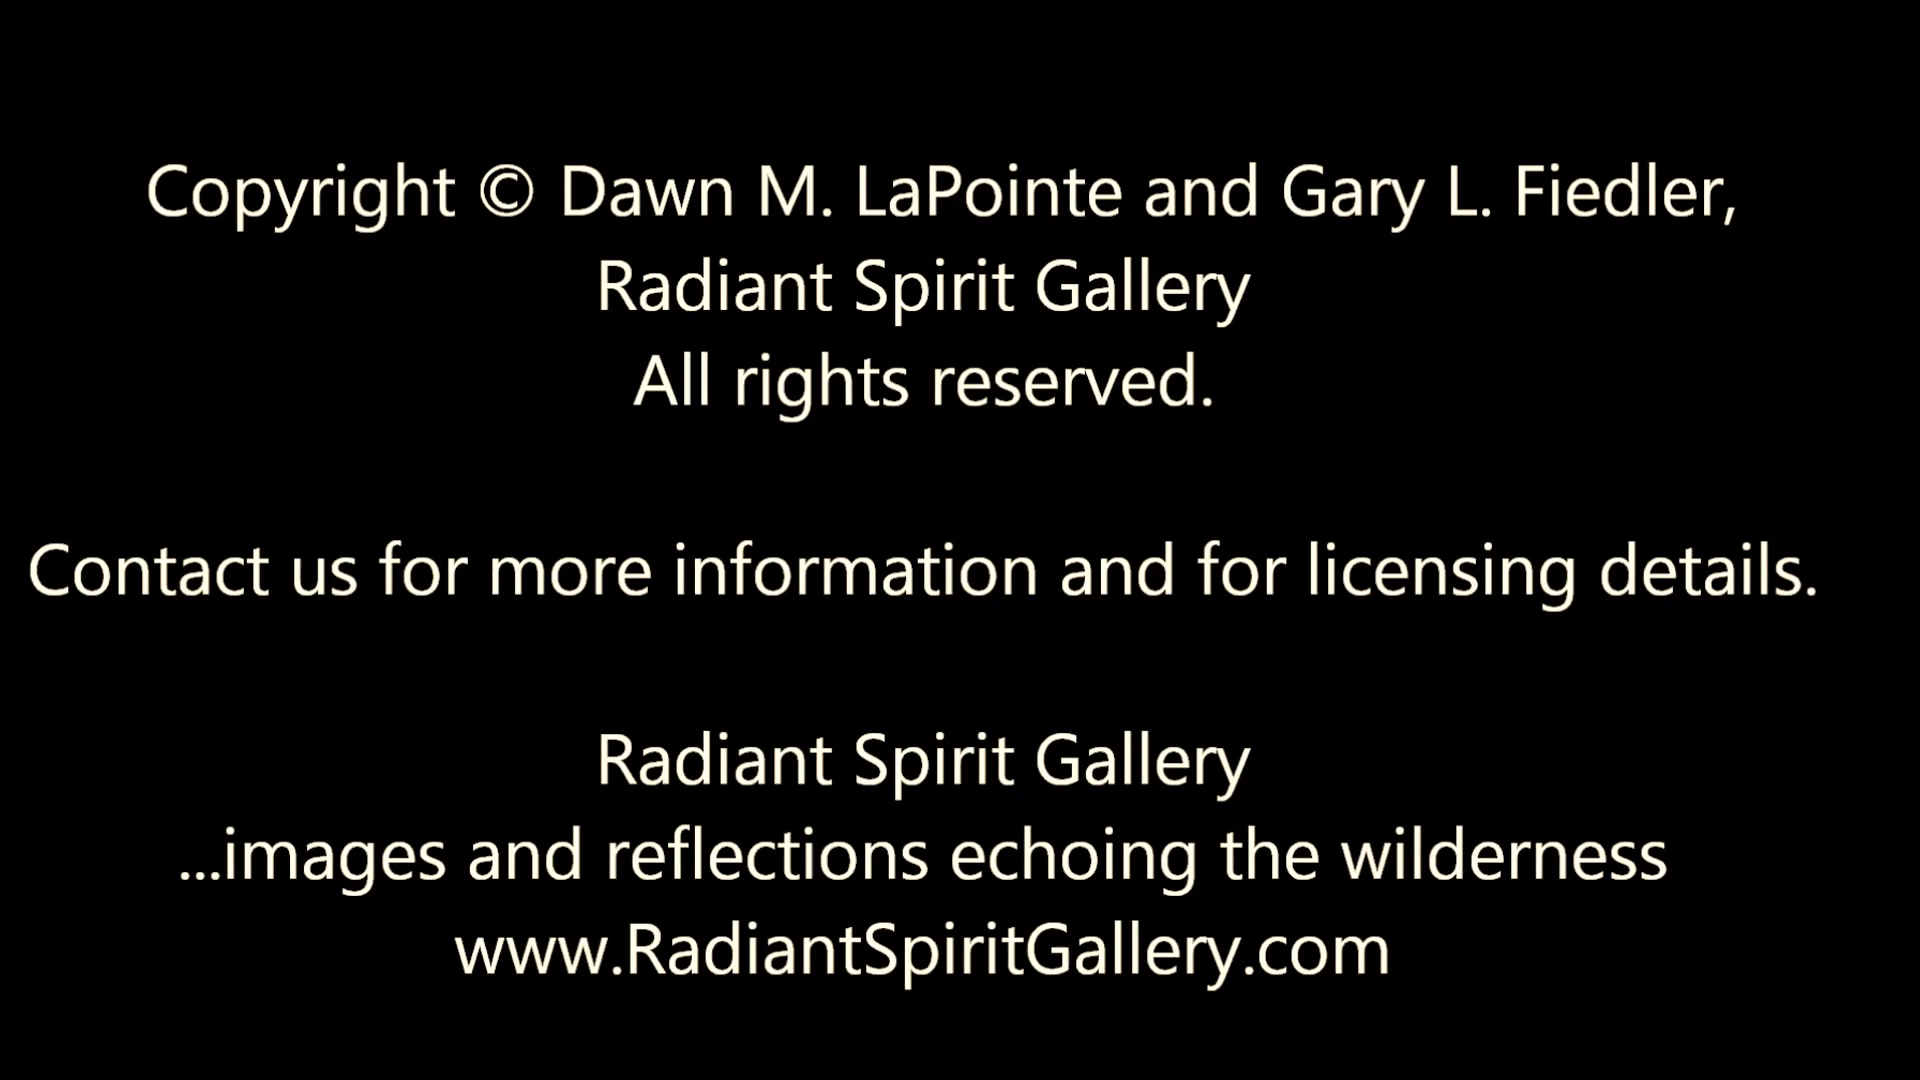 Copyright © Dawn M. LaPointe and Gary L. Fiedler,
Radiant Spirit Gallery
All rights reserved.
Contact us for more information and for licensing details.
Radiant Spirit Gallery
...images and reflections echoing the wilderness
www.RadiantSpiritGallery.com